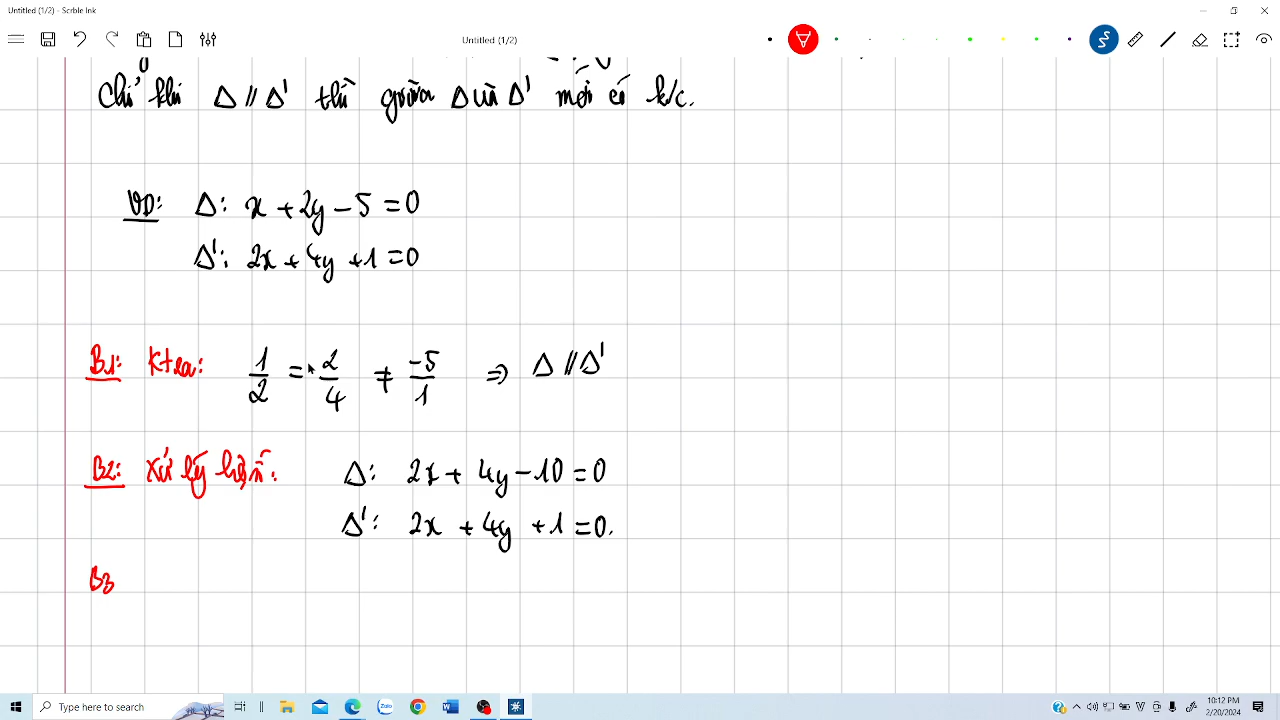 Untitled (1/2) - Scrble Ink
Untitled (1/2)
Chỉ khi Δ // Δ' thì giữa Δ và Δ' mới có k/c.
VD: Δ: x + 2y - 5 = 0
Δ': 2x + 4y + 1 = 0
B1: Ktra: 1/2 = 2/4 ≠ -5/1 ⇒ Δ // Δ'
B2: Xử lý hệ số: Δ: 2x + 4y - 10 = 0
Δ': 2x + 4y + 1 = 0.
B3
Type here to search
10:12 PM
2/20/2024